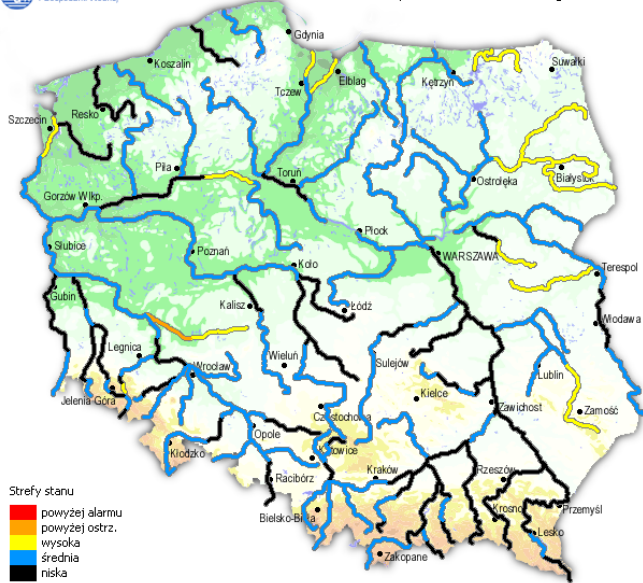 Gdynia
Koszalin
Suwałki
Elbląg
Kętrzyn
Tczew
Resko
Szczecin
Piła
Toruń
Ostrołęka
Białystok
Gorzów Wlkp.
Płock
Słubice
Poznań
WARSZAWA
Koło
Terespol
Gubin
Kalisz
Łódź
Włodawa
Legnica
Wieluń
Sulejów
Wrocław
Lublin
Jelenia Góra
Kielce
Zawichost
Zamość
Częstochowa
Opole
Kłodzko
Katowice
Racibórz
Kraków
Rzeszów
Strefy stanu
Bielsko-Biała
Krosno
Przemyśl
Lesko
Zakopane
powyżej alarmu
powyżej ostrz.
wysoka
średnia
niska